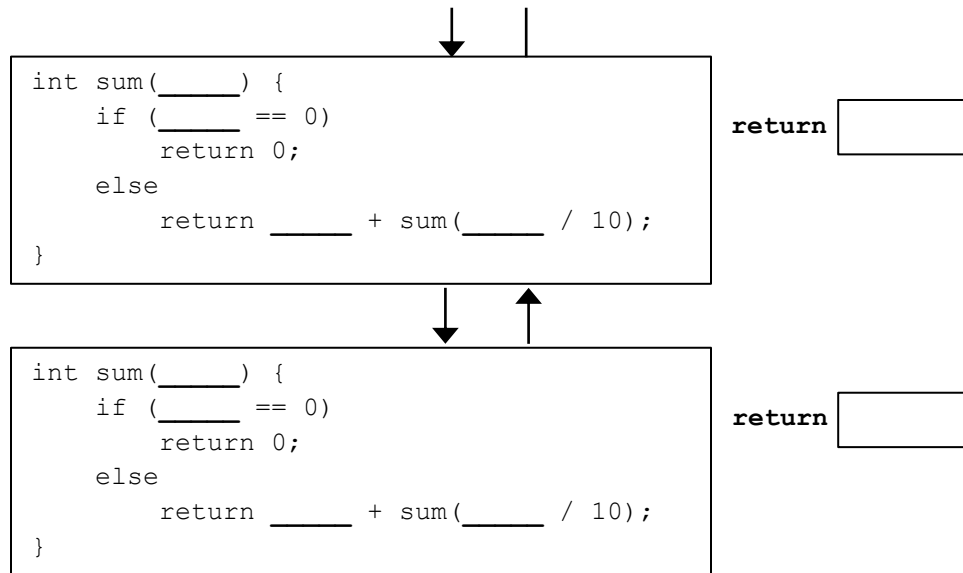 int sum(_____) {
if (_____ == 0)
return 0;
else
return _____ + sum(_____ / 10);
}
return
int sum(_____) {
if (_____ == 0)
return 0;
else
return _____ + sum(_____ / 10);
}
return